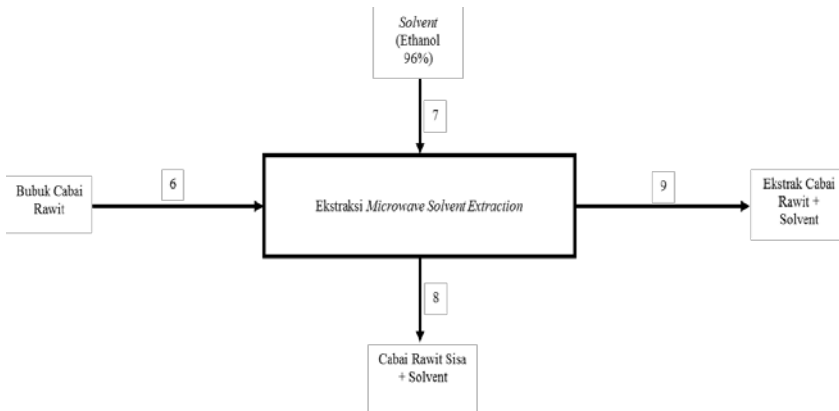 Solvent
(Ethanol
96%)
7
Bubuk Cabai
Rawit
6
Ekstraksi Microwave Solvent Extraction
9
Ekstrak Cabai
Rawit +
Solvent
8
Cabai Rawit Sisa
+ Solvent